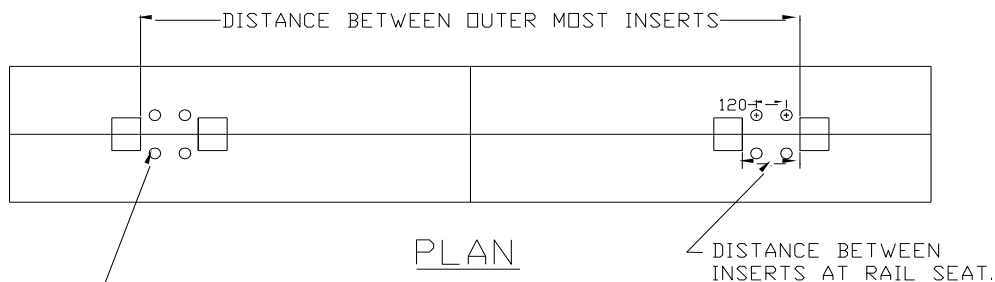 DISTANCE BETWEEN OUTER MOST INSERTS
120
PLAN
DISTANCE BETWEEN
INSERTS AT RAIL SEAT.